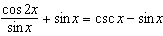 cos 2x / sin x + sin x = csc x − sin x